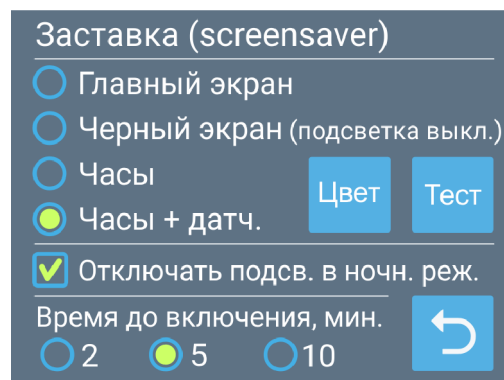 Заставка (screensaver)
Главный экран
Черный экран (подсветка выкл.)
Часы
Цвет Тест
Часы + датч.
Отключать подсв. в ночн. реж.
Время до включения, мин.
2 5 10